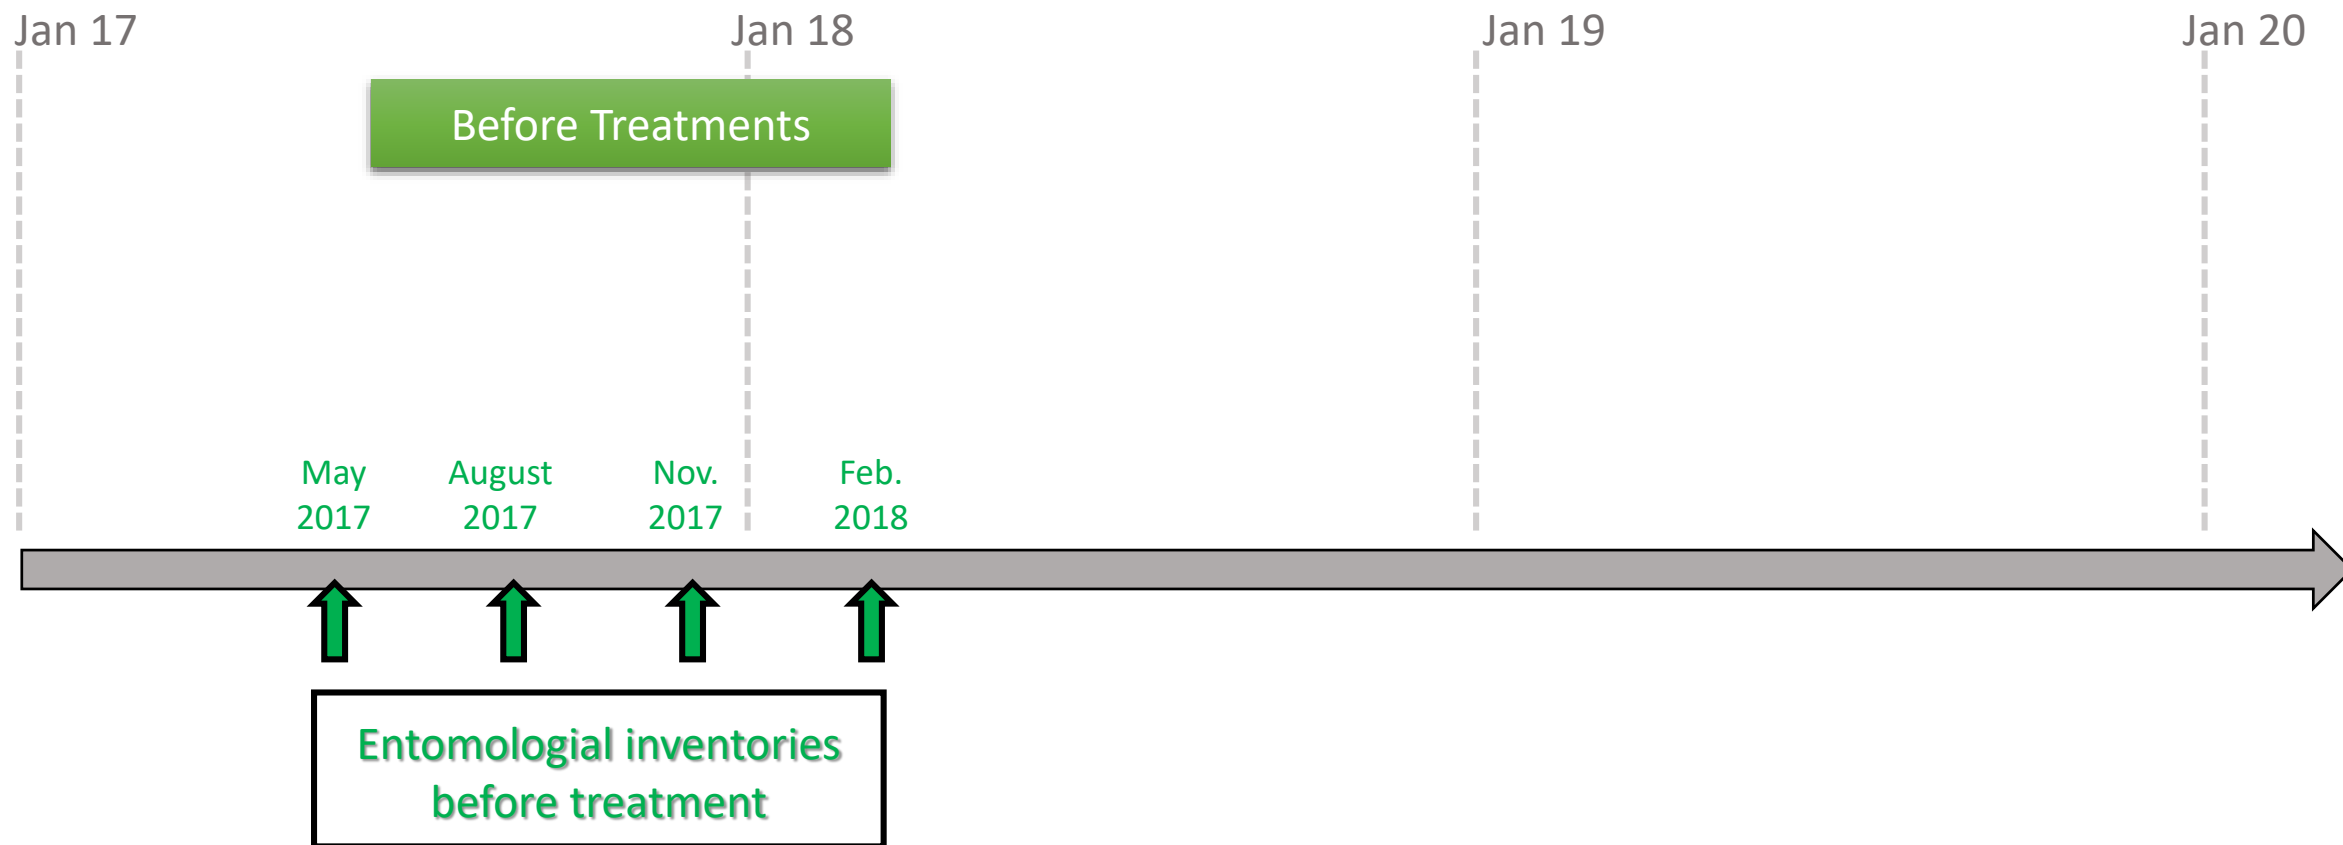 Jan 17
Jan 18
Jan 19
Jan 20
Before Treatments
May
2017
August
2017
Nov.
2017
Feb.
2018
Entomologial inventories
before treatment